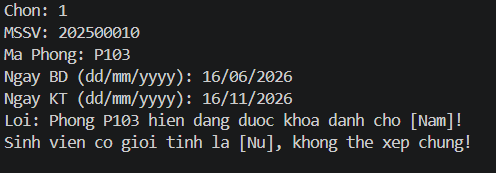 Chon: 1
MSSV: 202500010
Ma Phong: P103
Ngay BD (dd/mm/yyyy): 16/06/2026
Ngay KT (dd/mm/yyyy): 16/11/2026
Loi: Phong P103 hien dang duoc khoa danh cho [Nam]!
Sinh vien co gioi tinh la [Nu], khong the xep chung!